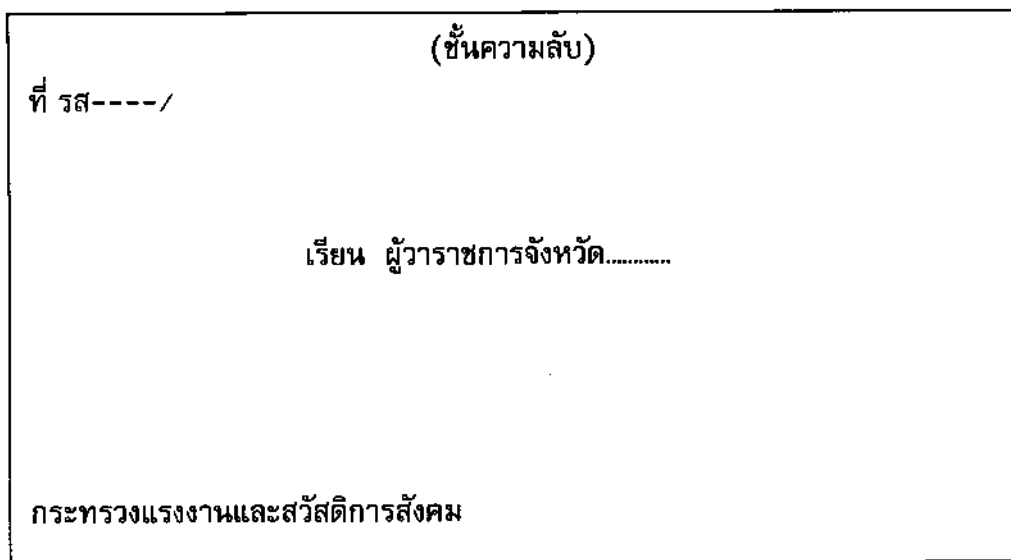 (ชั้นความลับ)
ที่ รส----/
เรียน ผู้วาราชการจังหวัด............
กระทรวงแรงงานและสวัสดิการสังคม